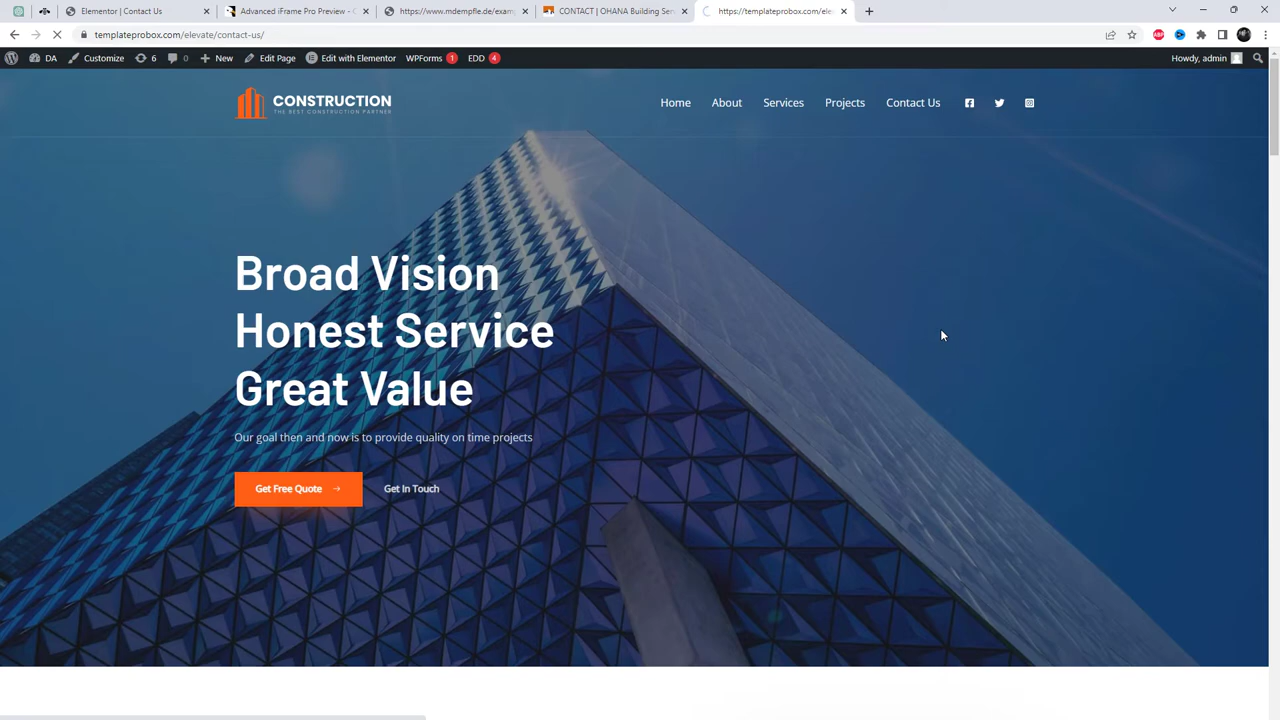 Elementor | Contact Us
Advanced iFrame Pro Preview - C
https://www.mdempfle.de/exam
CONTACT | OHANA Building Serv
https://templateprobox.com/ele
templateprobox.com/elevate/contact-us/
DA
Customize
6
0
New
Edit Page
Edit with Elementor
WPForms 1
EDD 4
Howdy, admin
CONSTRUCTION
THE BEST CONSTRUCTION PARTNER
Home
About
Services
Projects
Contact Us
Broad Vision
Honest Service
Great Value
Our goal then and now is to provide quality on time projects
Get Free Quote →
Get In Touch